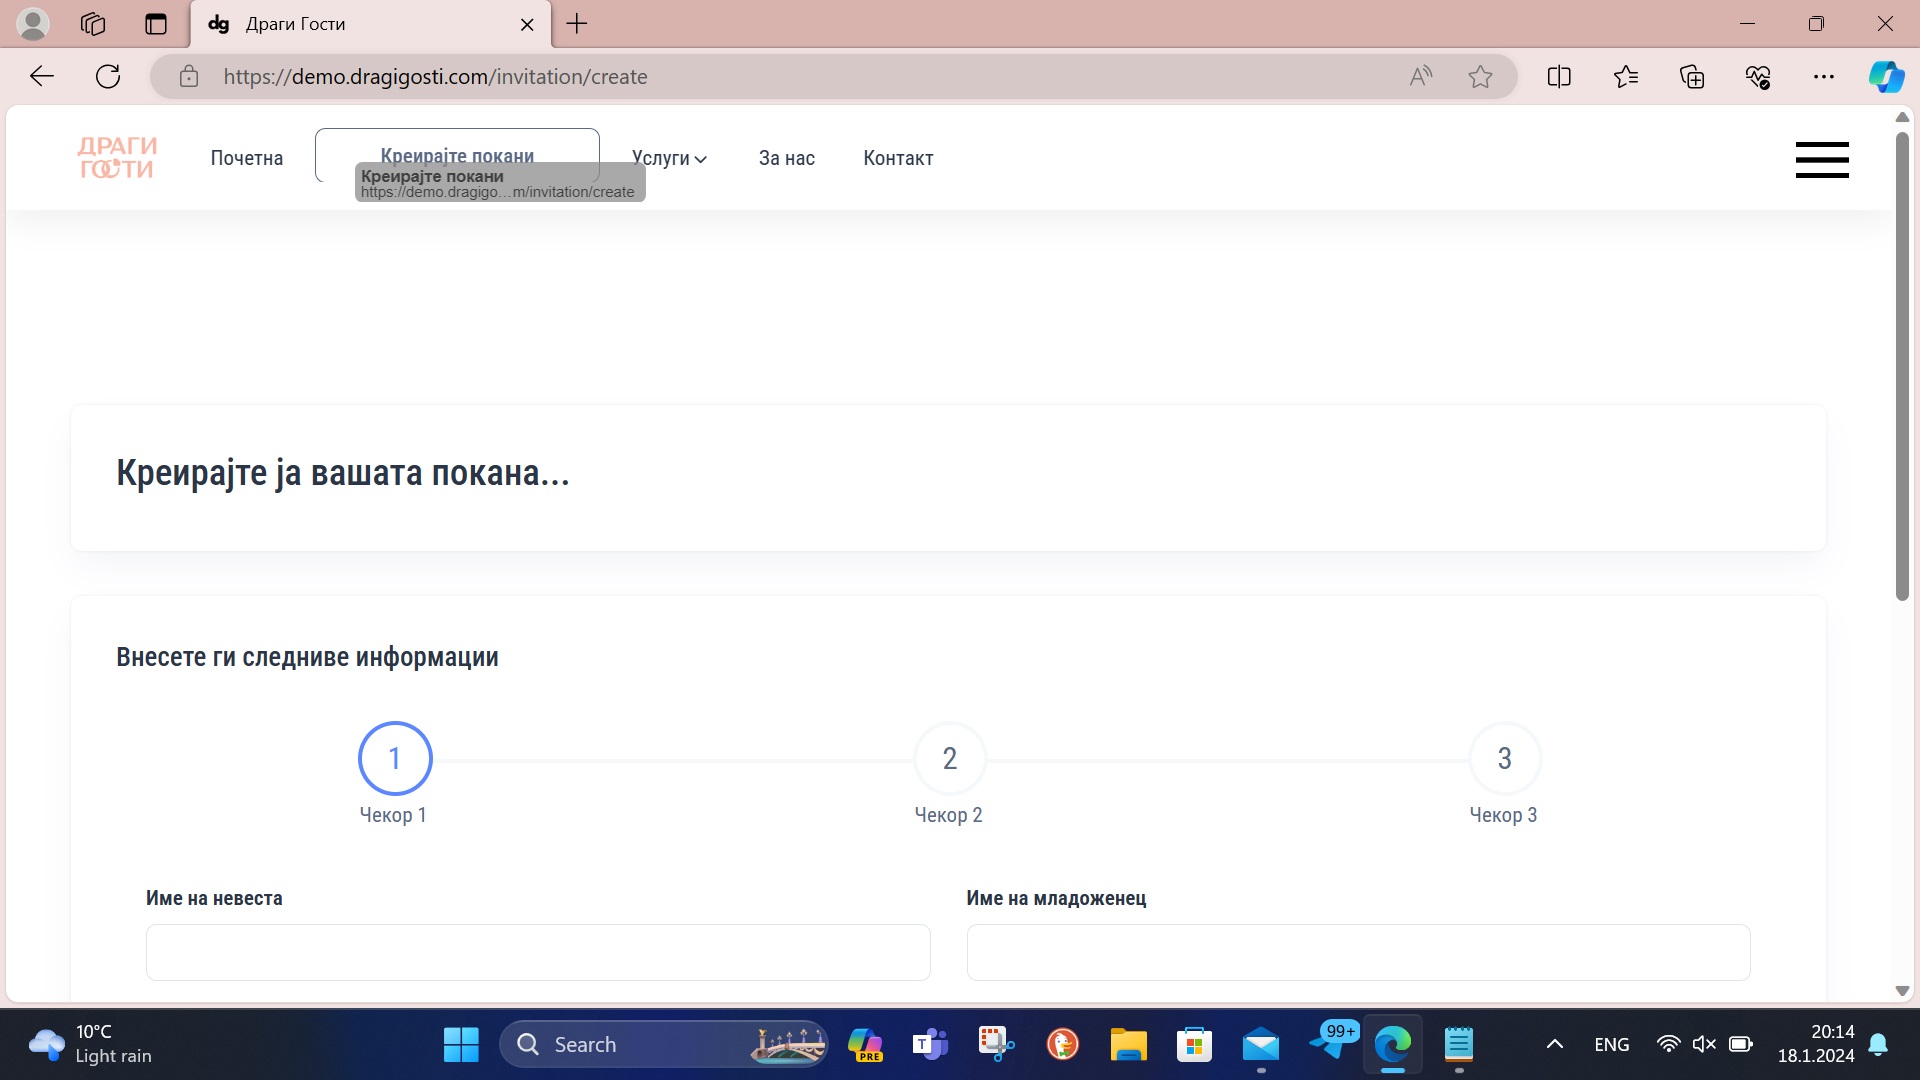 dg Драги Гости
https://demo.dragigosti.com/invitation/create
ДРАГИ
ГОСТИ
Почетна
Креирајте покани
Услуги
За нас
Контакт
Креирајте покани
https://demo.dragigo...m/invitation/create
Креирајте ја вашата покана...
Внесете ги следниве информации
1
2
3
Чекор 1
Чекор 2
Чекор 3
Име на невеста
Име на младоженец
10°C
Light rain
Search
PRE
T
99+
ENG
20:14
18.1.2024